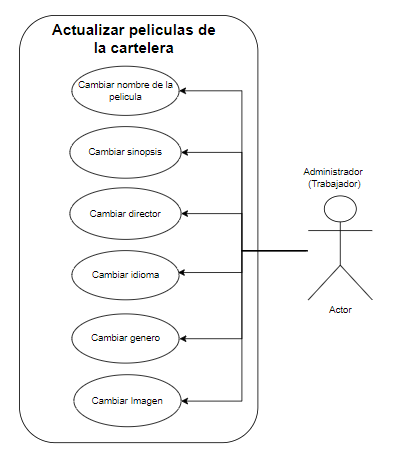 Actualizar peliculas de
la cartelera
Cambiar nombre de la
pelicula
Cambiar sinopsis
Administrador
(Trabajador)
Cambiar director
Cambiar idioma
Actor
Cambiar genero
Cambiar Imagen